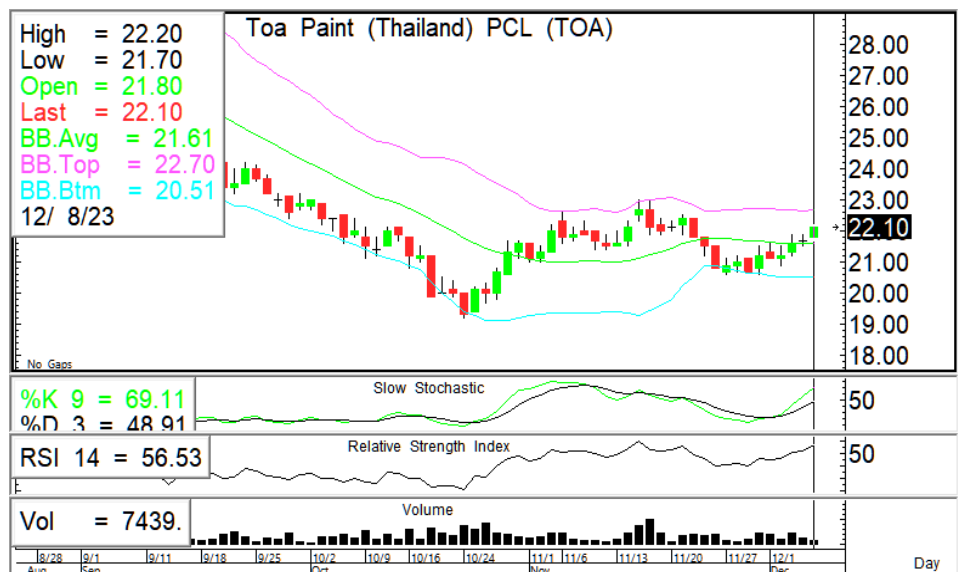 Toa Paint (Thailand) PCL (TOA)
High = 22.20
Low = 21.70
Open = 21.80
Last = 22.10
BB.Avg = 21.61
BB.Top = 22.70
BB.Btm = 20.51
12/ 8/23
28.00
27.00
26.00
25.00
24.00
23.00
22.10
21.00
20.00
19.00
18.00
No Gaps
Slow Stochastic
%K 9 = 69.11
%D 3 = 48.91
50
Relative Strength Index
RSI 14 = 56.53
50
Volume
Vol = 7439.
8/28 9/1 9/11 9/18 9/25 10/2 10/9 10/16 10/24 11/1 11/6 11/13 11/20 11/27 12/1
Aug Sep Oct Nov Dec
Day